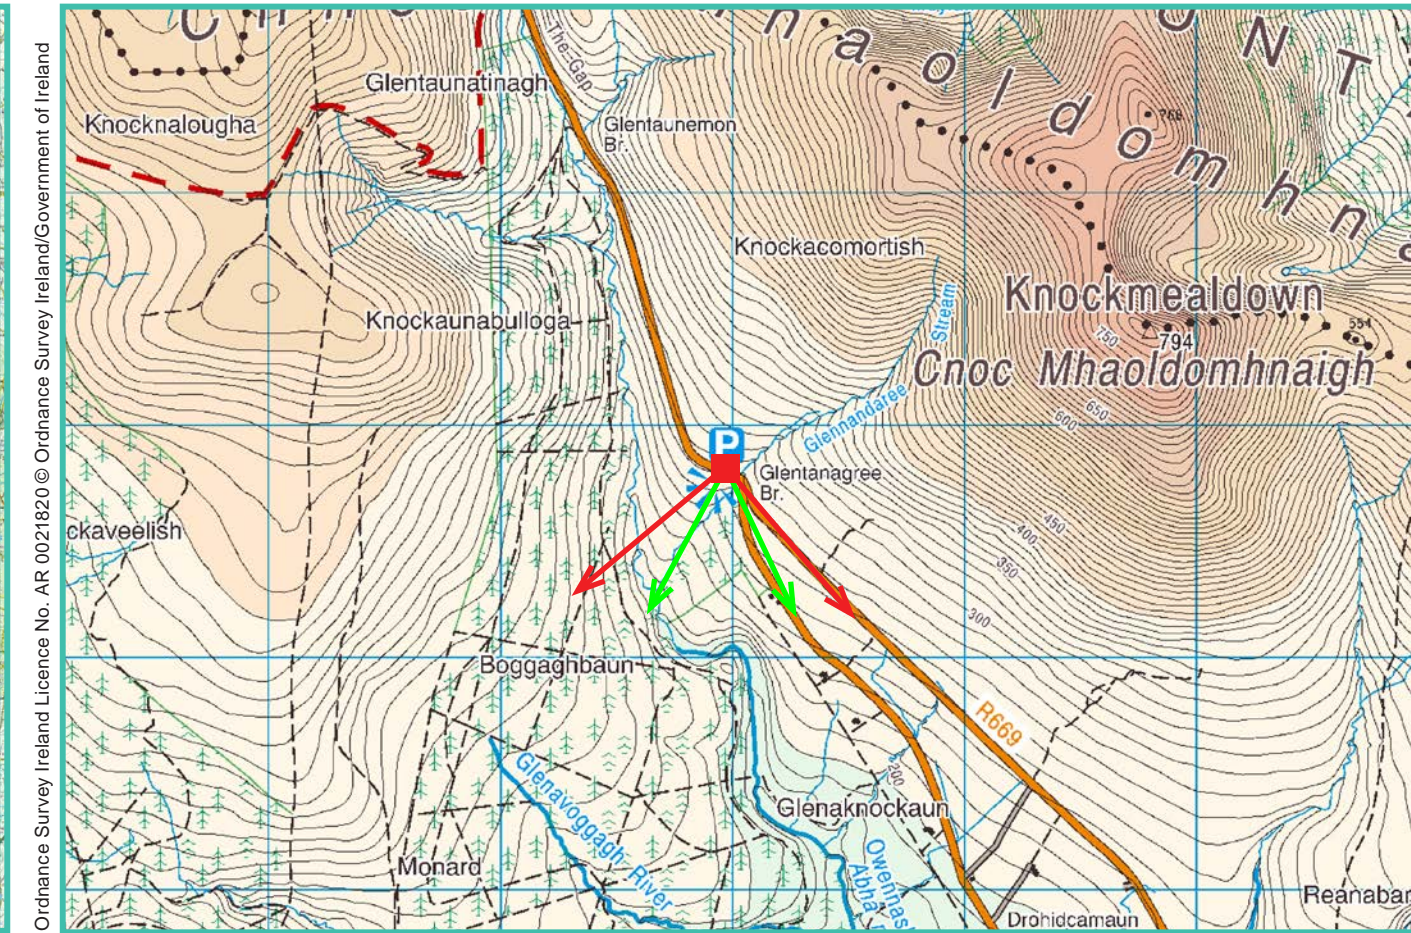 Ordnance Survey Ireland Licence No. AR 0021820 © Ordnance Survey Ireland/Government of Ireland
The Gap
Glentaunatinagh
Knocknalougha
Glentaunemon
Br.
768
Knockacomortish
Knockmealdown
794
750
554
Cnoc Mhaoldomhnaigh
Knockaunabulloga
Glennandaree Stream
650
600
P
Glentanagree
Br.
ckaveelish
450
400
350
300
Boggaghbaun
R669
200
Glenavoggagh River
Glenaknockaun
Monard
Owennas
Abha
Reanabar
Drohidcamaun